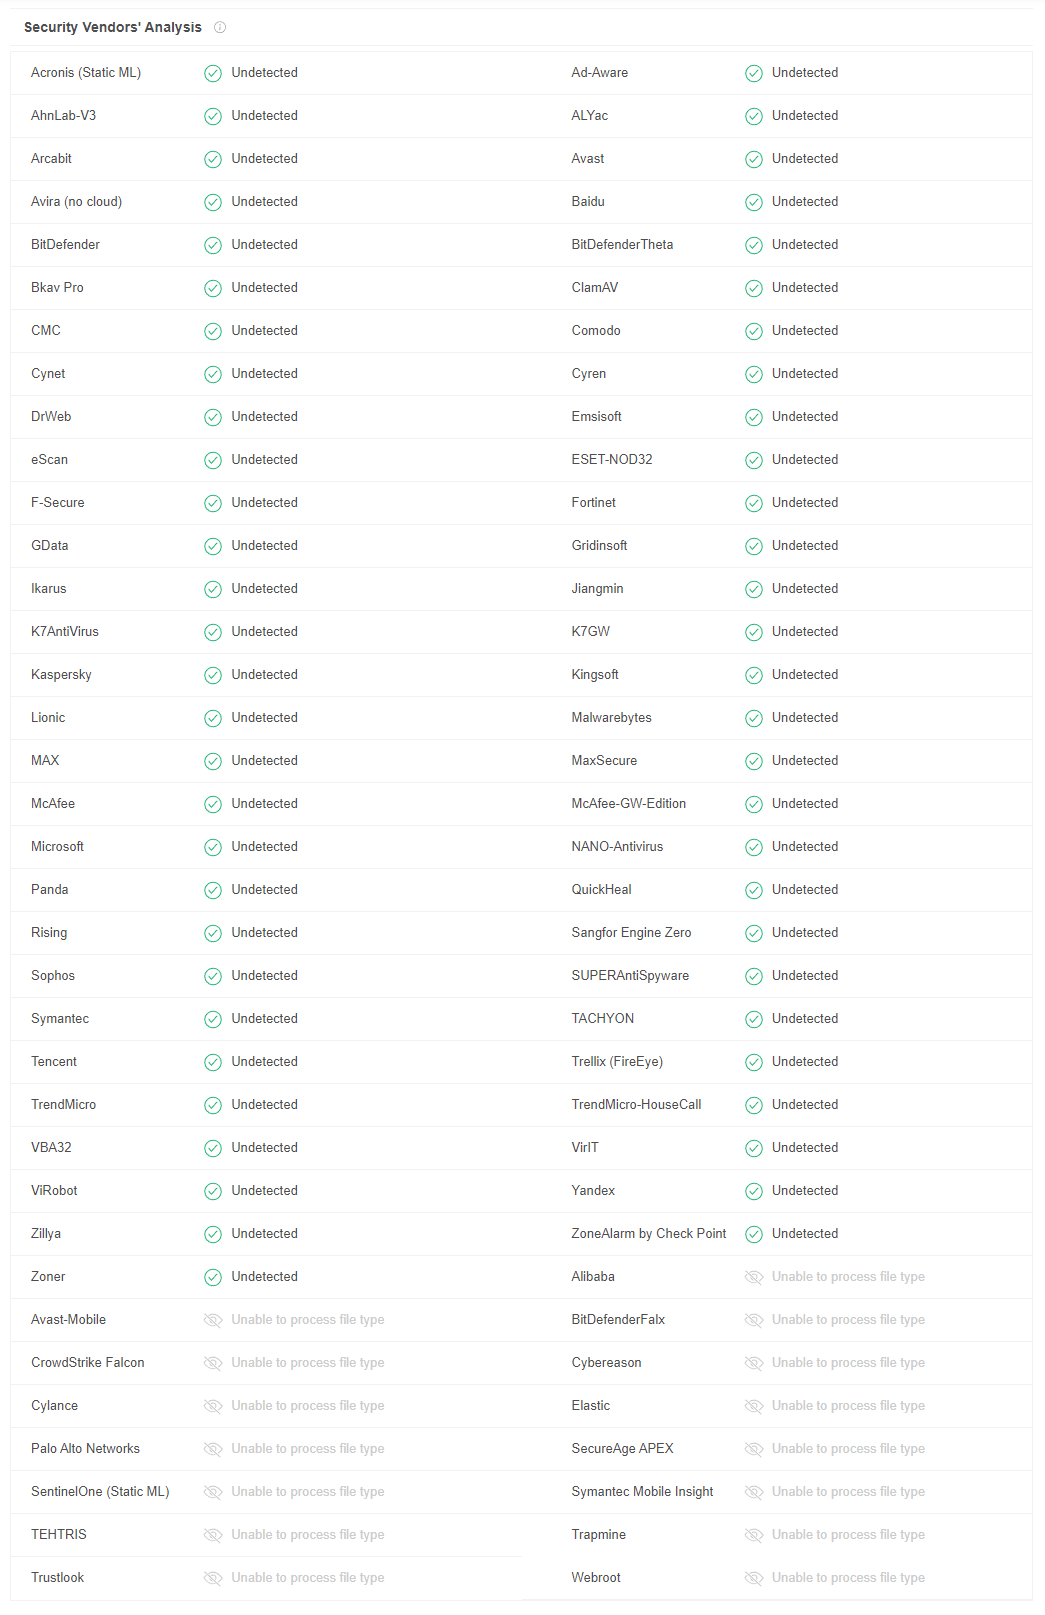 Security Vendors' Analysis
Acronis (Static ML) Undetected Ad-Aware Undetected
AhnLab-V3 Undetected ALYac Undetected
Arcabit Undetected Avast Undetected
Avira (no cloud) Undetected Baidu Undetected
BitDefender Undetected BitDefenderTheta Undetected
Bkav Pro Undetected ClamAV Undetected
CMC Undetected Comodo Undetected
Cynet Undetected Cyren Undetected
DrWeb Undetected Emsisoft Undetected
eScan Undetected ESET-NOD32 Undetected
F-Secure Undetected Fortinet Undetected
GData Undetected Gridinsoft Undetected
Ikarus Undetected Jiangmin Undetected
K7AntiVirus Undetected K7GW Undetected
Kaspersky Undetected Kingsoft Undetected
Lionic Undetected Malwarebytes Undetected
MAX Undetected MaxSecure Undetected
McAfee Undetected McAfee-GW-Edition Undetected
Microsoft Undetected NANO-Antivirus Undetected
Panda Undetected QuickHeal Undetected
Rising Undetected Sangfor Engine Zero Undetected
Sophos Undetected SUPERAntiSpyware Undetected
Symantec Undetected TACHYON Undetected
Tencent Undetected Trellix (FireEye) Undetected
TrendMicro Undetected TrendMicro-HouseCall Undetected
VBA32 Undetected VirIT Undetected
ViRobot Undetected Yandex Undetected
Zillya Undetected ZoneAlarm by Check Point Undetected
Zoner Undetected Alibaba Unable to process file type
Avast-Mobile Unable to process file type BitDefenderFalx Unable to process file type
CrowdStrike Falcon Unable to process file type Cybereason Unable to process file type
Cylance Unable to process file type Elastic Unable to process file type
Palo Alto Networks Unable to process file type SecureAge APEX Unable to process file type
SentinelOne (Static ML) Unable to process file type Symantec Mobile Insight Unable to process file type
TEHTRIS Unable to process file type Trapmine Unable to process file type
Trustlook Unable to process file type Webroot Unable to process file type